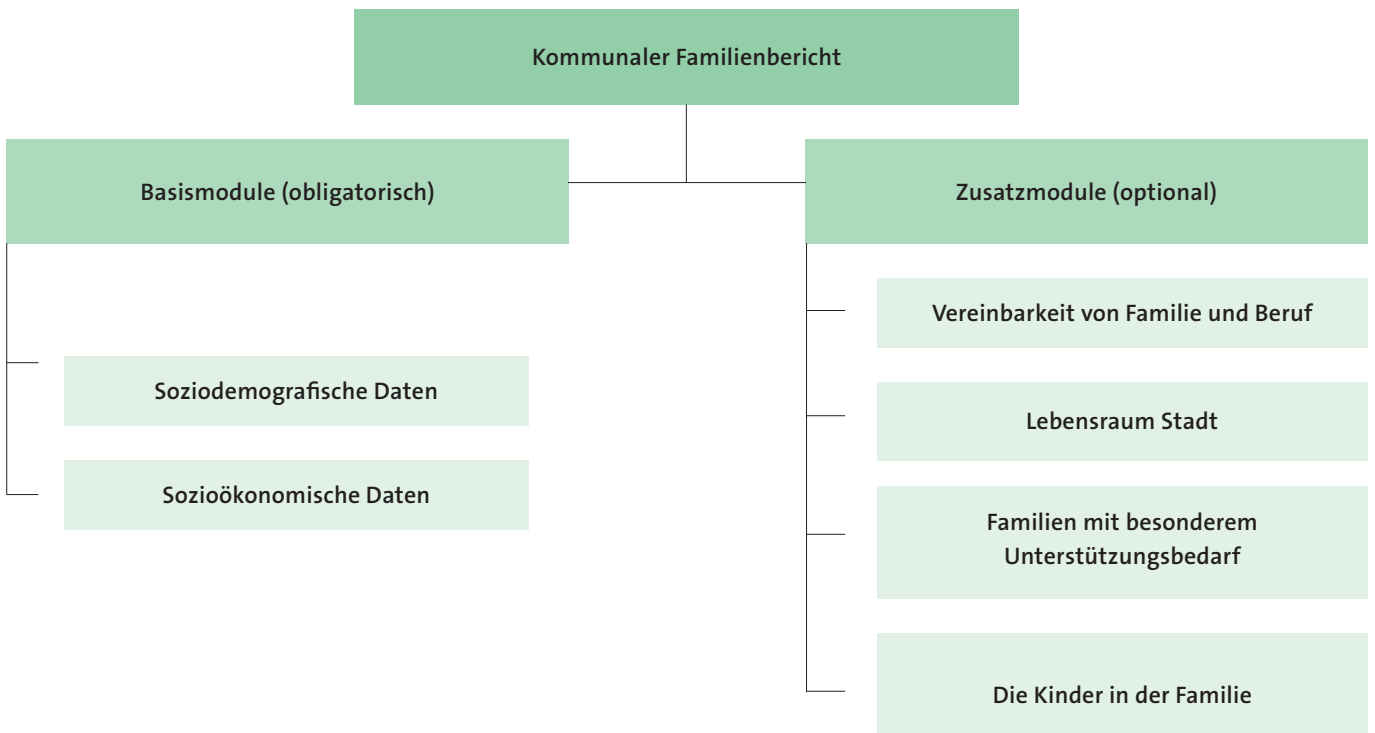 Kommunaler Familienbericht
Basismodule (obligatorisch)
Soziodemografische Daten
Sozioökonomische Daten
Zusatzmodule (optional)
Vereinbarkeit von Familie und Beruf
Lebensraum Stadt
Familien mit besonderem
Unterstützungsbedarf
Die Kinder in der Familie